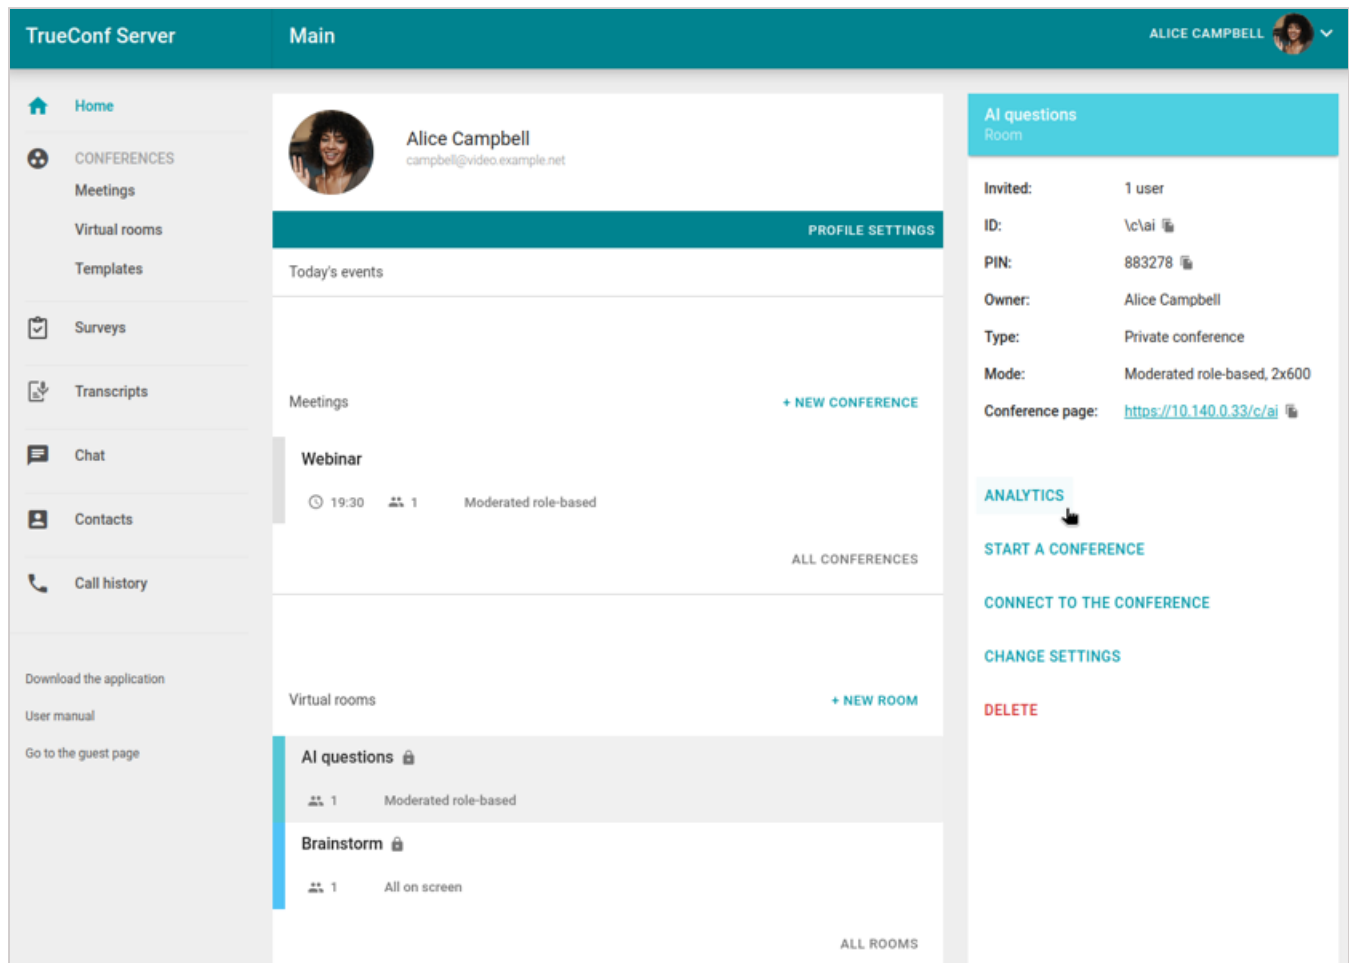 TrueConf Server
Main
ALICE CAMPBELL
Home
CONFERENCES
Meetings
Virtual rooms
Templates
Surveys
Transcripts
Chat
Contacts
Call history
Download the application
User manual
Go to the guest page
Alice Campbell
campbell@video.example.net
PROFILE SETTINGS
Today's events
Meetings
+ NEW CONFERENCE
Webinar
19:30 1 Moderated role-based
ALL CONFERENCES
Virtual rooms
+ NEW ROOM
AI questions
1 Moderated role-based
Brainstorm
1 All on screen
ALL ROOMS
AI questions
Room
Invited: 1 user
ID: \c\ai
PIN: 883278
Owner: Alice Campbell
Type: Private conference
Mode: Moderated role-based, 2x600
Conference page: https://10.140.0.33/c/ai
ANALYTICS
START A CONFERENCE
CONNECT TO THE CONFERENCE
CHANGE SETTINGS
DELETE